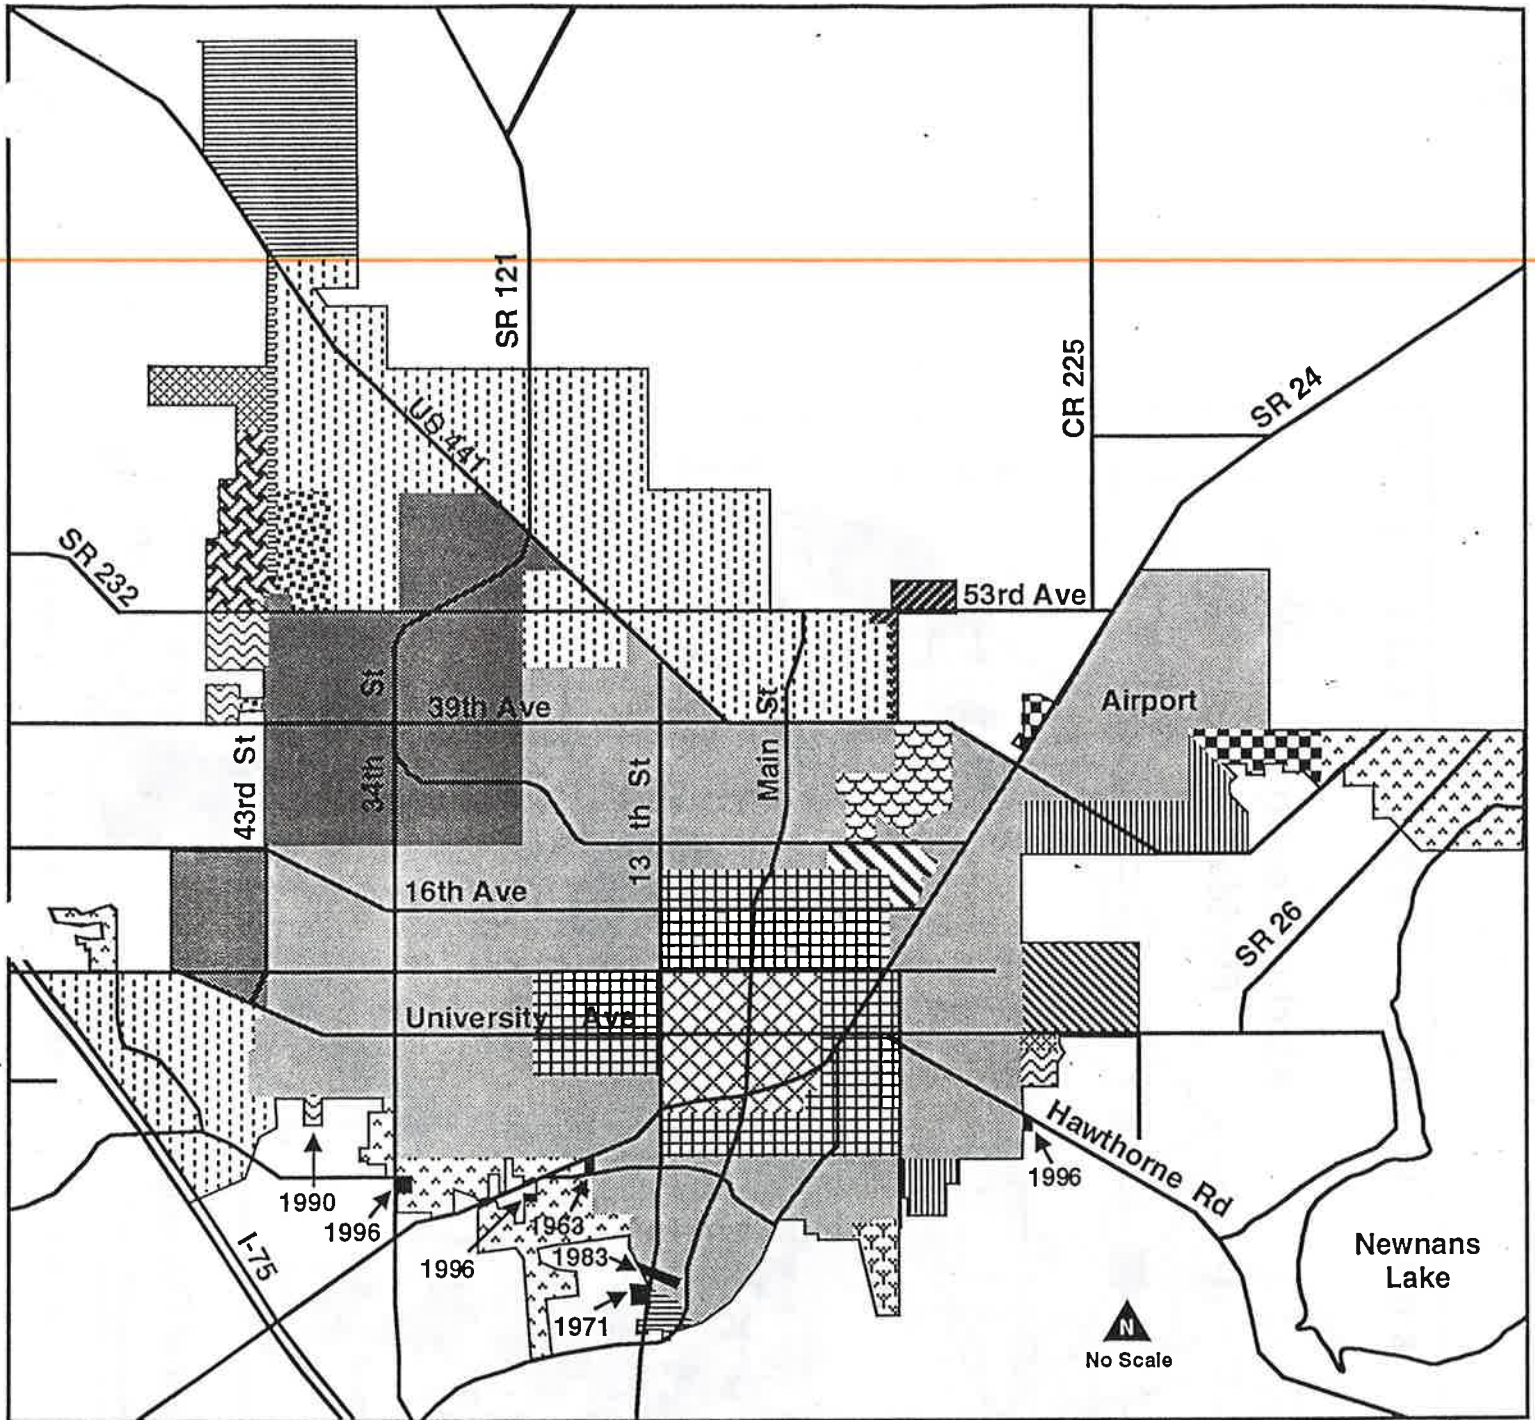 SR 121
CR 225
SR 24
US 441
SR 232
53rd Ave
Airport
34th St
39th Ave
Main St
43rd St
13 th St
16th Ave
SR 26
University Ave
Hawthorne Rd
1996
1990
1996
1963
1996
1983
1971
I-75
Newnans
Lake
N
No Scale